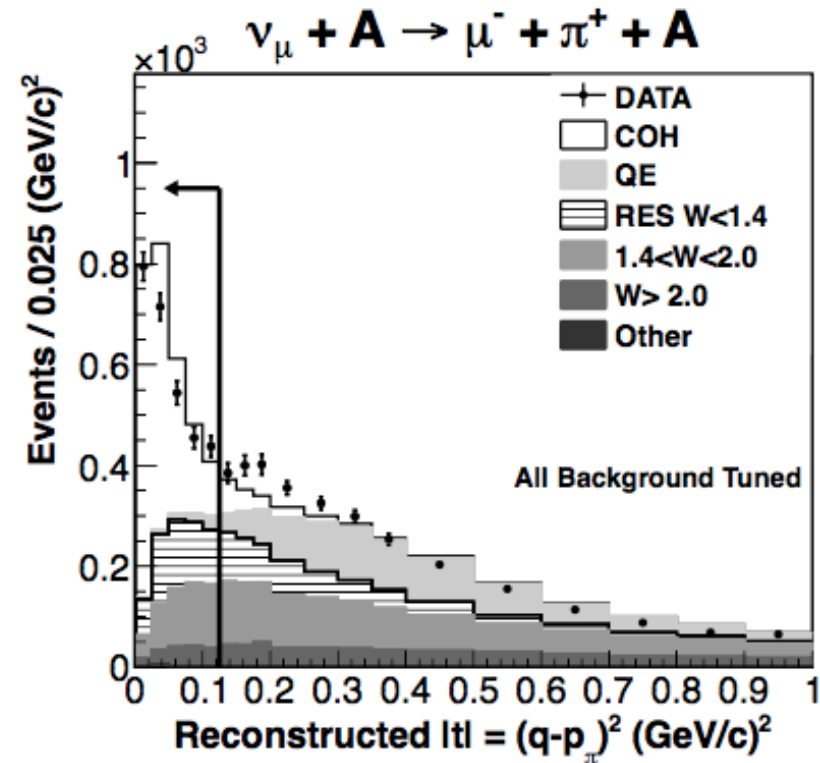 ν_μ + A → μ⁻ + π⁺ + A
×10³
DATA
COH
QE
RES W<1.4
1.4<W<2.0
W> 2.0
Other
All Background Tuned
Events / 0.025 (GeV/c)²
1
0.8
0.6
0.4
0.2
0
0 0.1 0.2 0.3 0.4 0.5 0.6 0.7 0.8 0.9 1
Reconstructed |t| = (q-p_π)² (GeV/c)²